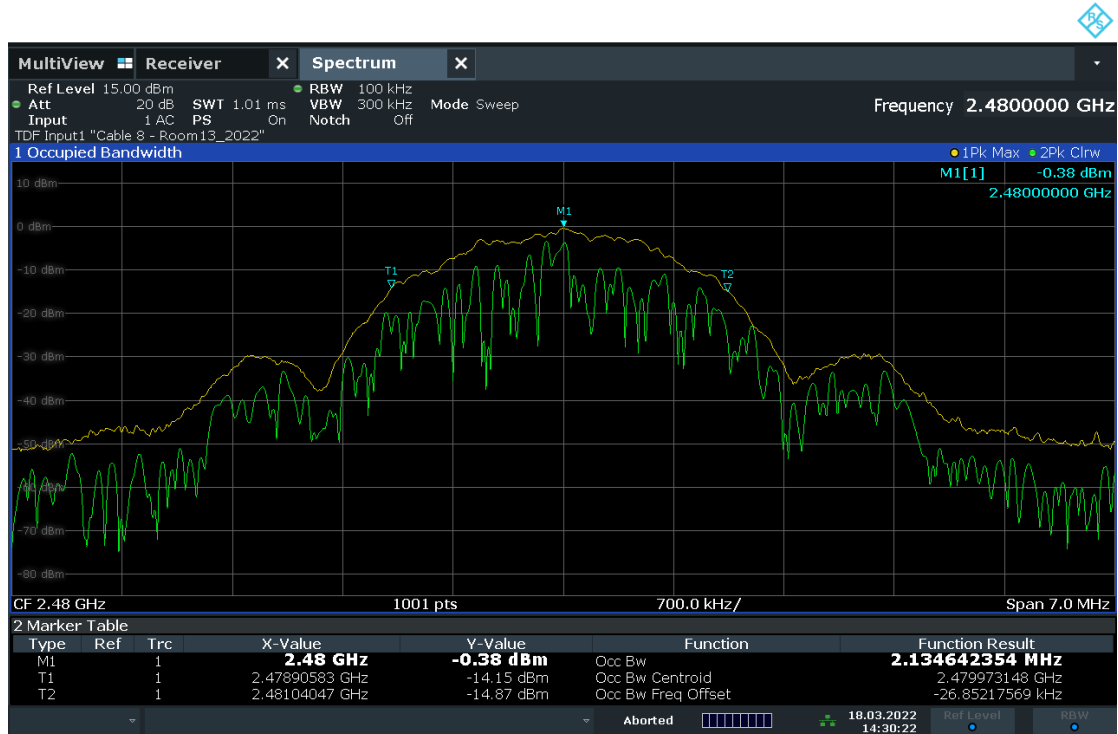 R&S
MultiView Receiver X Spectrum X
Ref Level 15.00 dBm RBW 100 kHz
Att 20 dB SWT 1.01 ms VBW 300 kHz Mode Sweep Frequency 2.4800000 GHz
Input 1 AC PS On Notch Off
TDF Input1 "Cable 8 - Room13_2022"
1 Occupied Bandwidth 1Pk Max 2Pk Clrw
M1[1] -0.38 dBm
2.48000000 GHz
10 dBm
M1
0 dBm
-10 dBm
T1 T2
-20 dBm
-30 dBm
-40 dBm
-50 dBm
-60 dBm
-70 dBm
-80 dBm
CF 2.48 GHz 1001 pts 700.0 kHz/ Span 7.0 MHz
2 Marker Table
Type Ref Trc X-Value Y-Value Function Function Result
M1 1 2.48 GHz -0.38 dBm Occ Bw 2.134642354 MHz
T1 1 2.47890583 GHz -14.15 dBm Occ Bw Centroid 2.479973148 GHz
T2 1 2.48104047 GHz -14.87 dBm Occ Bw Freq Offset -26.85217569 kHz
Aborted 18.03.2022 Ref Level RBW
14:30:22